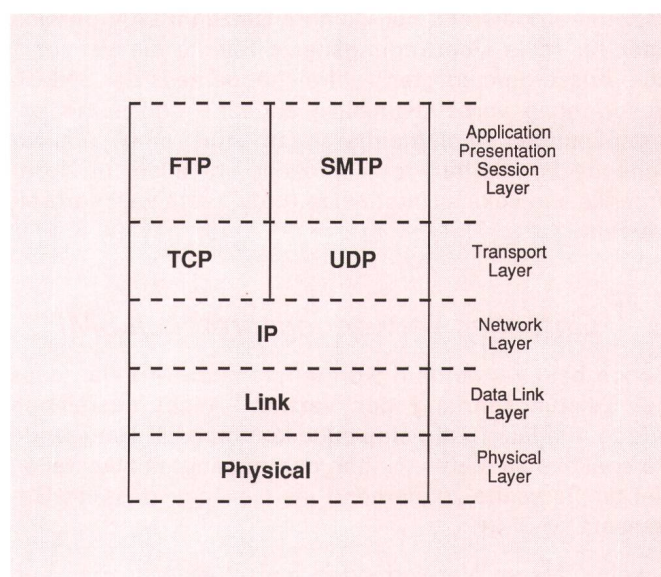 FTP SMTP
Application
Presentation
Session
Layer
TCP UDP
Transport
Layer
IP
Network
Layer
Link
Data Link
Layer
Physical
Physical
Layer